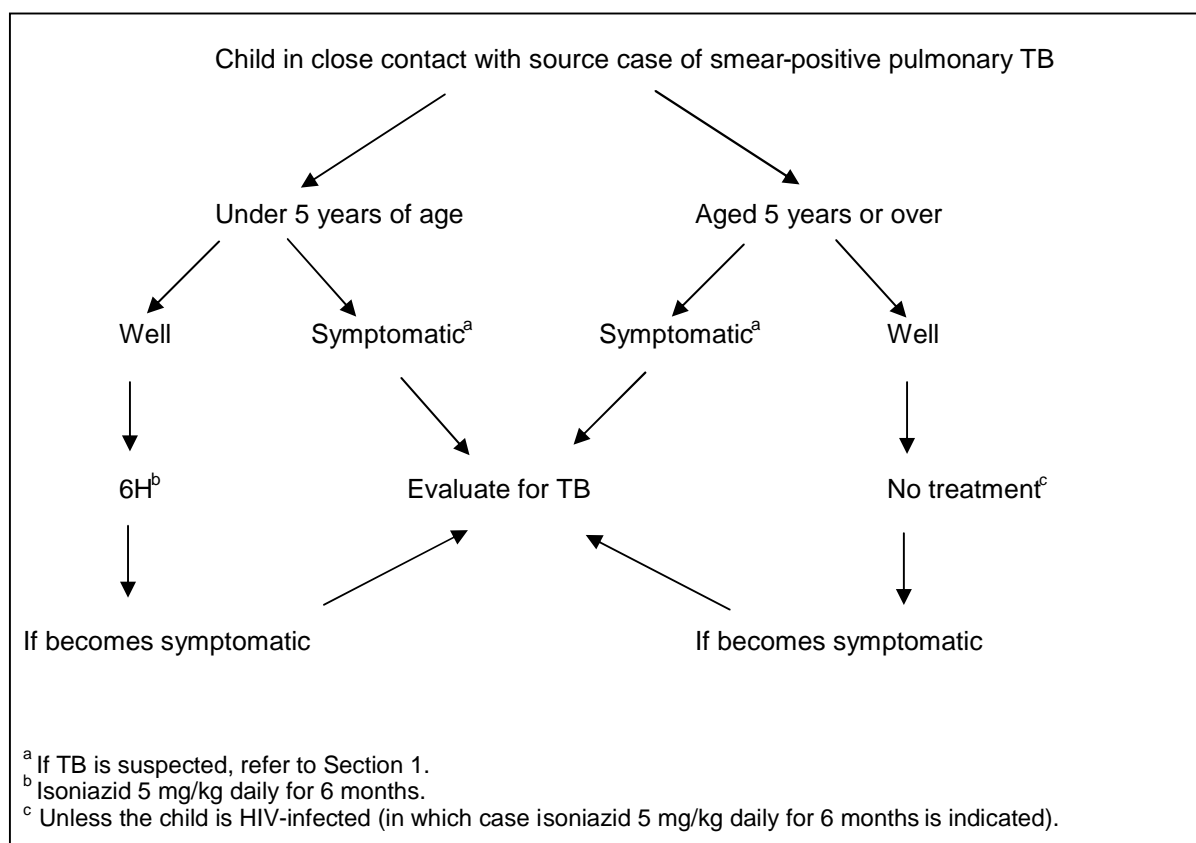 Child in close contact with source case of smear-positive pulmonary TB
Under 5 years of age
Aged 5 years or over
Well
Symptomatic^a
Symptomatic^a
Well
6H^b
Evaluate for TB
No treatment^c
If becomes symptomatic
If becomes symptomatic
^a If TB is suspected, refer to Section 1.
^b Isoniazid 5 mg/kg daily for 6 months.
^c Unless the child is HIV-infected (in which case isoniazid 5 mg/kg daily for 6 months is indicated).